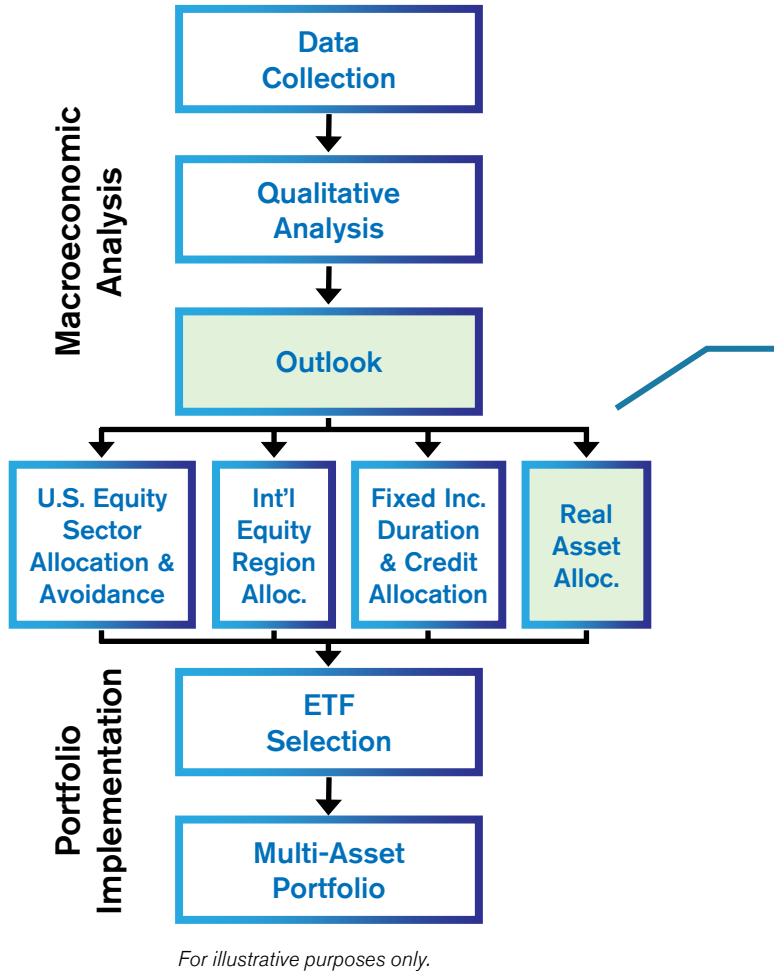 Macroeconomic
Analysis
Data
Collection
Qualitative
Analysis
Outlook
U.S. Equity
Sector
Allocation &
Avoidance
Int'l
Equity
Region
Alloc.
Fixed Inc.
Duration
& Credit
Allocation
Real
Asset
Alloc.
Portfolio
Implementation
ETF
Selection
Multi-Asset
Portfolio
For illustrative purposes only.